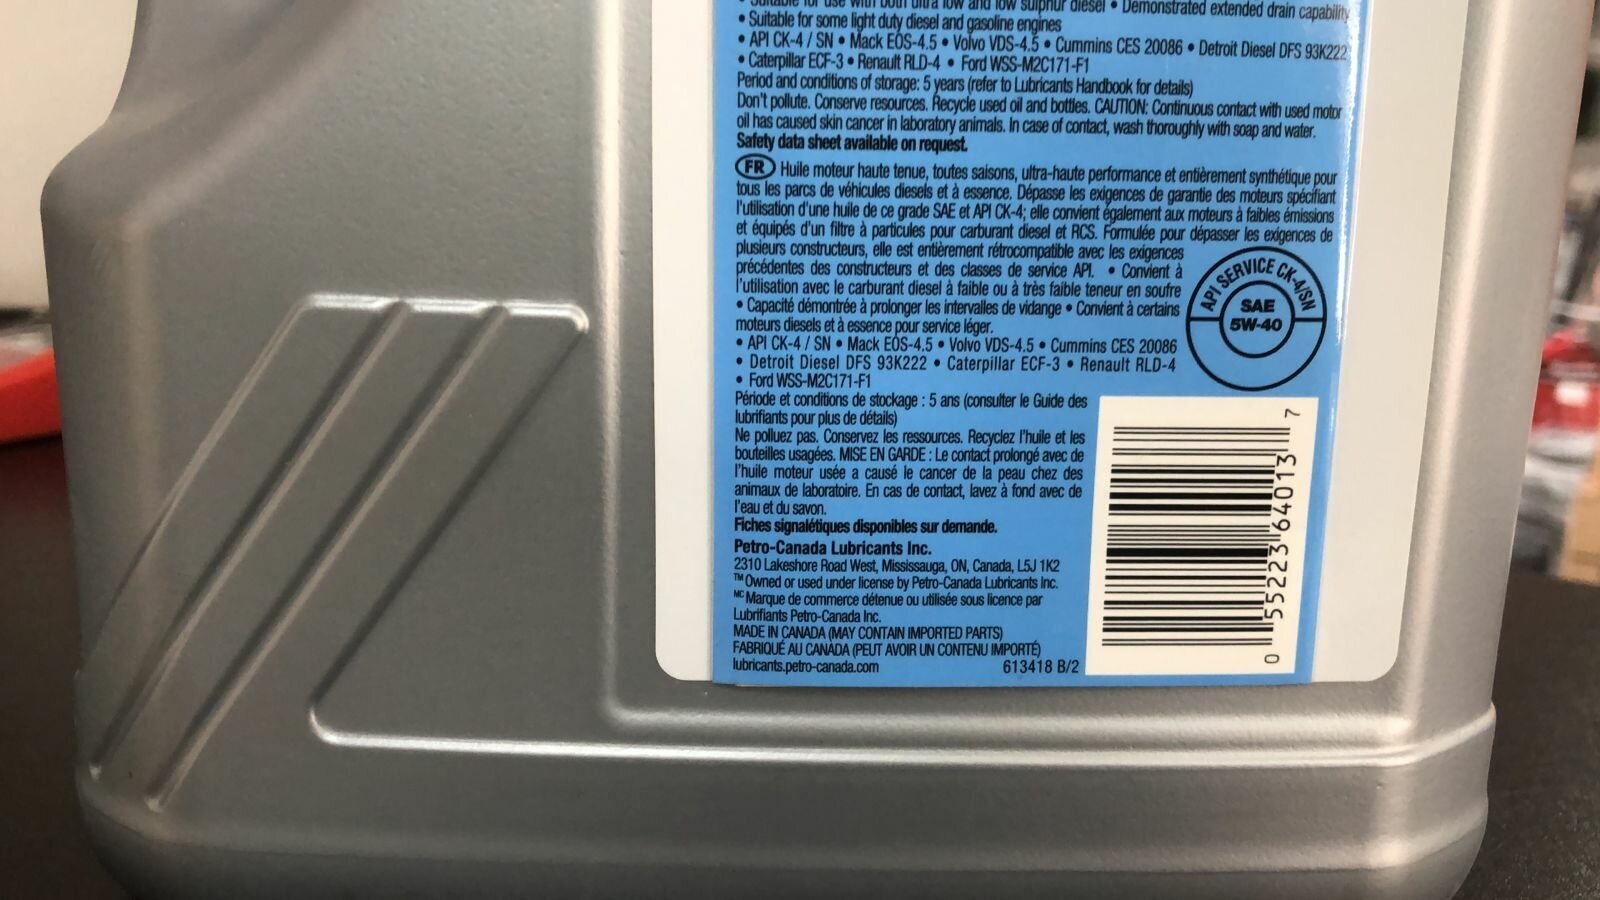 • Suitable for use with both ultra low and low sulphur diesel • Demonstrated extended drain capability
• Suitable for some light duty diesel and gasoline engines
• API CK-4 / SN • Mack EOS-4.5 • Volvo VDS-4.5 • Cummins CES 20086 • Detroit Diesel DFS 93K222
• Caterpillar ECF-3 • Renault RLD-4 • Ford WSS-M2C171-F1
Period and conditions of storage: 5 years (refer to Lubricants Handbook for details)
Don't pollute. Conserve resources. Recycle used oil and bottles. CAUTION: Continuous contact with used motor
oil has caused skin cancer in laboratory animals. In case of contact, wash thoroughly with soap and water.
Safety data sheet available on request.
FR Huile moteur haute tenue, toutes saisons, ultra-haute performance et entièrement synthétique pour
tous les parcs de véhicules diesels et à essence. Dépasse les exigences de garantie des moteurs spécifiant
l'utilisation d'une huile de ce grade SAE et API CK-4; elle convient également aux moteurs à faibles émissions
et équipés d'un filtre à particules pour carburant diesel et RCS. Formulée pour dépasser les exigences de
plusieurs constructeurs, elle est entièrement rétrocompatible avec les exigences
précédentes des constructeurs et des classes de service API. • Convient à
l'utilisation avec le carburant diesel à faible ou à très faible teneur en soufre
• Capacité démontrée à prolonger les intervalles de vidange • Convient à certains
moteurs diesels et à essence pour service léger.
• API CK-4 / SN • Mack EOS-4.5 • Volvo VDS-4.5 • Cummins CES 20086
• Detroit Diesel DFS 93K222 • Caterpillar ECF-3 • Renault RLD-4
• Ford WSS-M2C171-F1
Période et conditions de stockage : 5 ans (consulter le Guide des
lubrifiants pour plus de détails)
Ne polluez pas. Conservez les ressources. Recyclez l'huile et les
bouteilles usagées. MISE EN GARDE : Le contact prolongé avec de
l'huile moteur usée a causé le cancer de la peau chez des
animaux de laboratoire. En cas de contact, lavez à fond avec de
l'eau et du savon.
Fiches signalétiques disponibles sur demande.
Petro-Canada Lubricants Inc.
2310 Lakeshore Road West, Mississauga, ON, Canada, L5J 1K2
™Owned or used under license by Petro-Canada Lubricants Inc.
MC Marque de commerce détenue ou utilisée sous licence par
Lubrifiants Petro-Canada Inc.
MADE IN CANADA (MAY CONTAIN IMPORTED PARTS)
FABRIQUÉ AU CANADA (PEUT AVOIR UN CONTENU IMPORTÉ)
lubricants.petro-canada.com 613418 B/2
API SERVICE CK-4/SN
SAE
5W-40
0 55223 64013 7